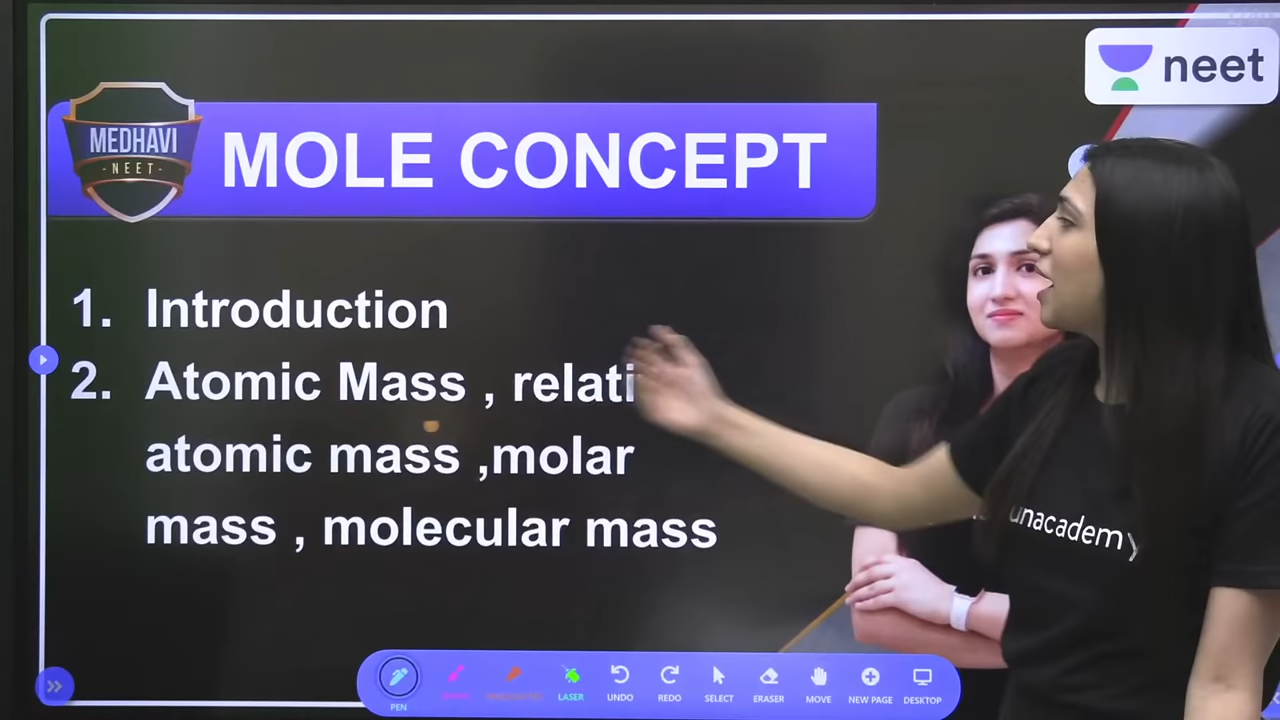 neet
MEDHAVI
-NEET-
MOLE CONCEPT
1. Introduction
2. Atomic Mass , relati
atomic mass ,molar
mass , molecular mass
unacademy
PEN
LASER
UNDO
REDO
SELECT
ERASER
MOVE
NEW PAGE
DESKTOP